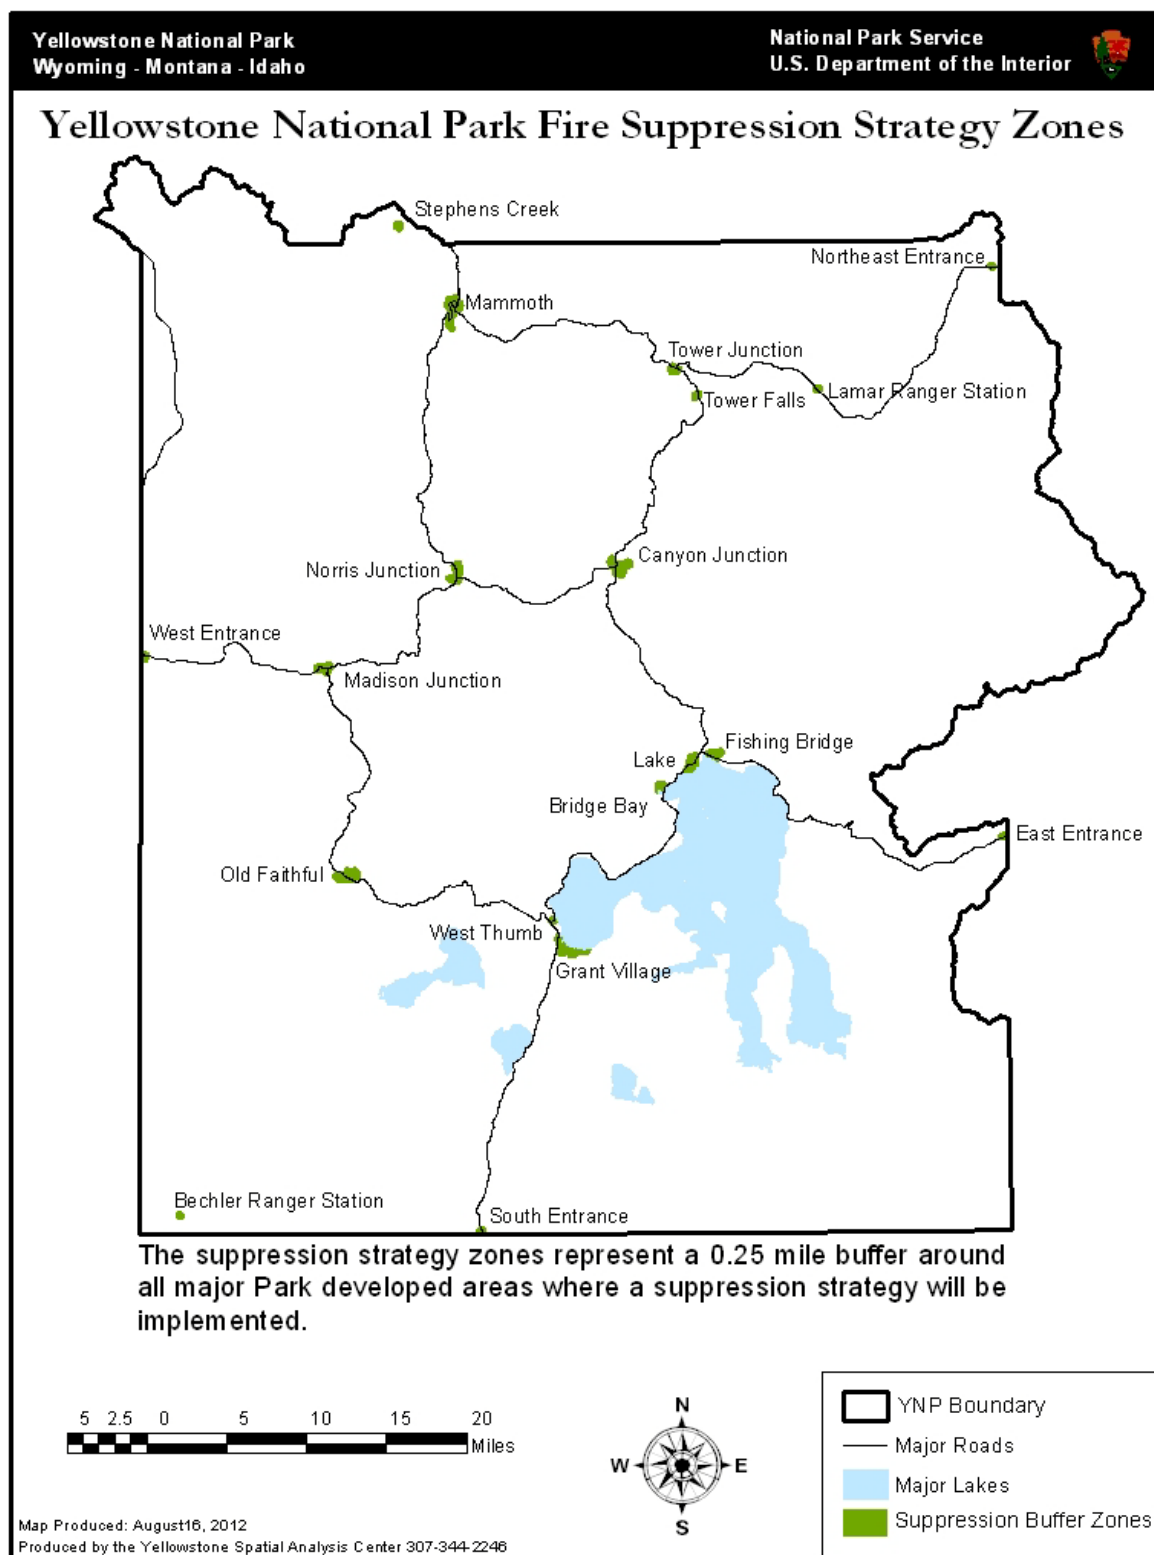 Yellowstone National Park
Wyoming - Montana - Idaho
National Park Service
U.S. Department of the Interior
Yellowstone National Park Fire Suppression Strategy Zones
Stephens Creek
Northeast Entrance
Mammoth
Tower Junction
Tower Falls
Lamar Ranger Station
Canyon Junction
Norris Junction
West Entrance
Madison Junction
Fishing Bridge
Lake
Bridge Bay
East Entrance
Old Faithful
West Thumb
Grant Village
Bechler Ranger Station
South Entrance
The suppression strategy zones represent a 0.25 mile buffer around
all major Park developed areas where a suppression strategy will be
implemented.
5 2.5 0 5 10 15 20
Miles
N
W E
S
YNP Boundary
Major Roads
Major Lakes
Suppression Buffer Zones
Map Produced: August16, 2012
Produced by the Yellowstone Spatial Analysis Center 307-344-2246